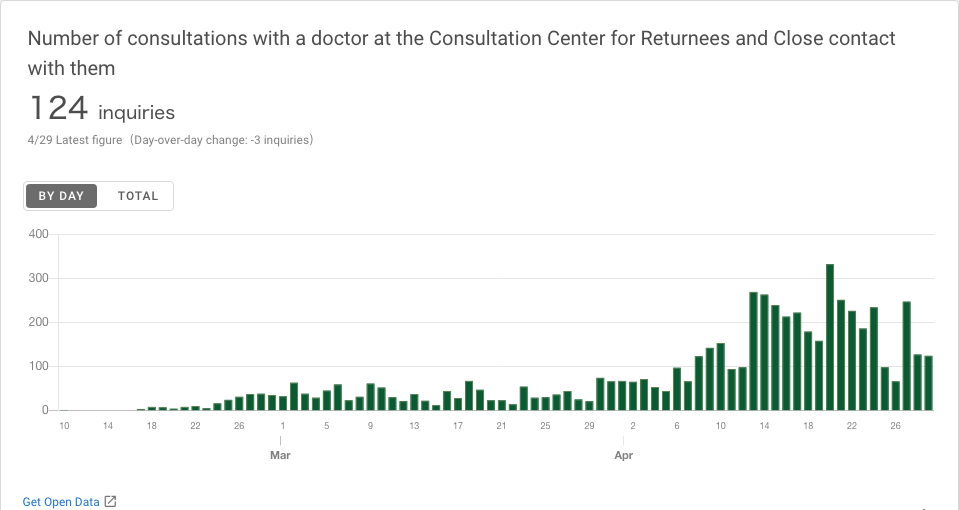 Number of consultations with a doctor at the Consultation Center for Returnees and Close contact
with them
124 inquiries
4/29 Latest figure（Day-over-day change: -3 inquiries）
BY DAY TOTAL
400
300
200
100
0
10 14 18 22 26 1 5 9 13 17 21 25 29 2 6 10 14 18 22 26
Mar Apr
Get Open Data